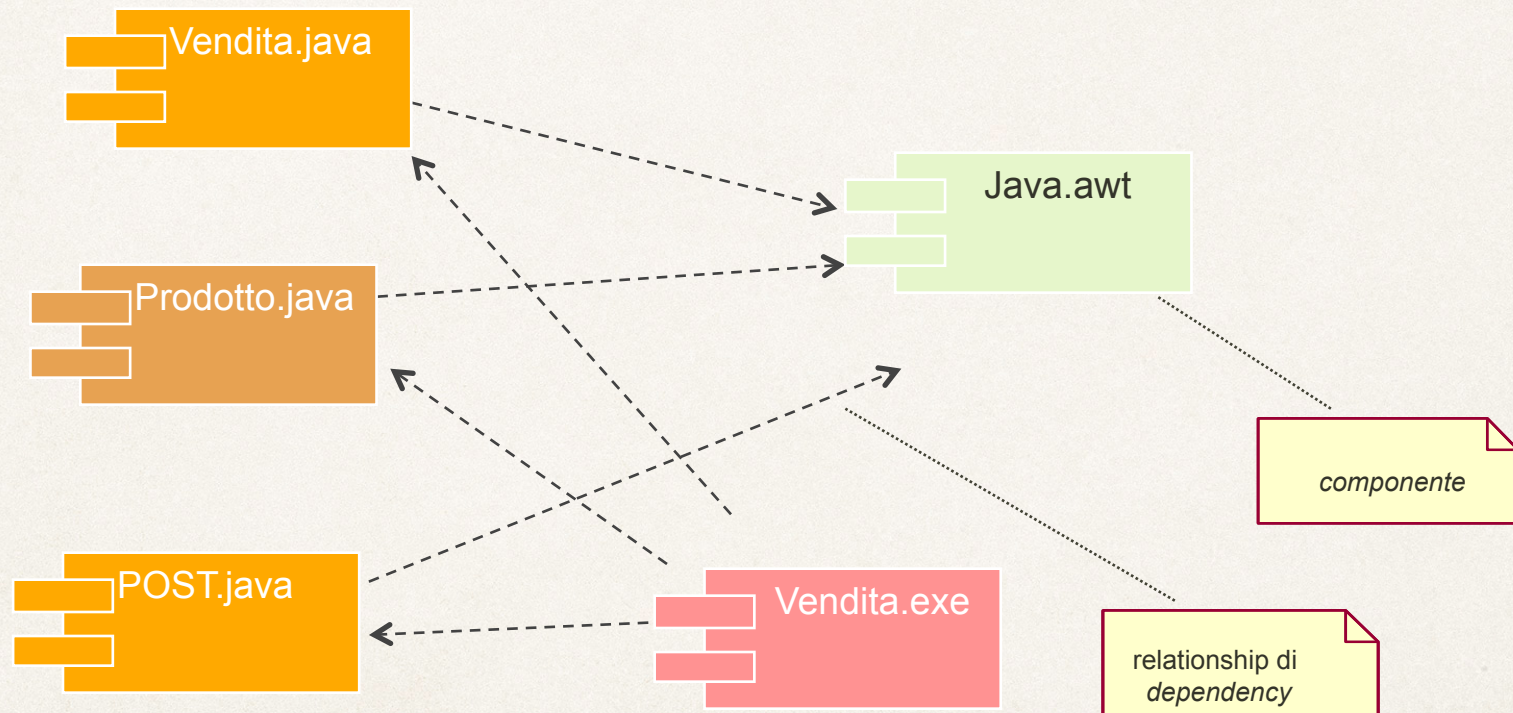 Vendita.java
Java.awt
Prodotto.java
componente
POST.java
Vendita.exe
relationship di
dependency